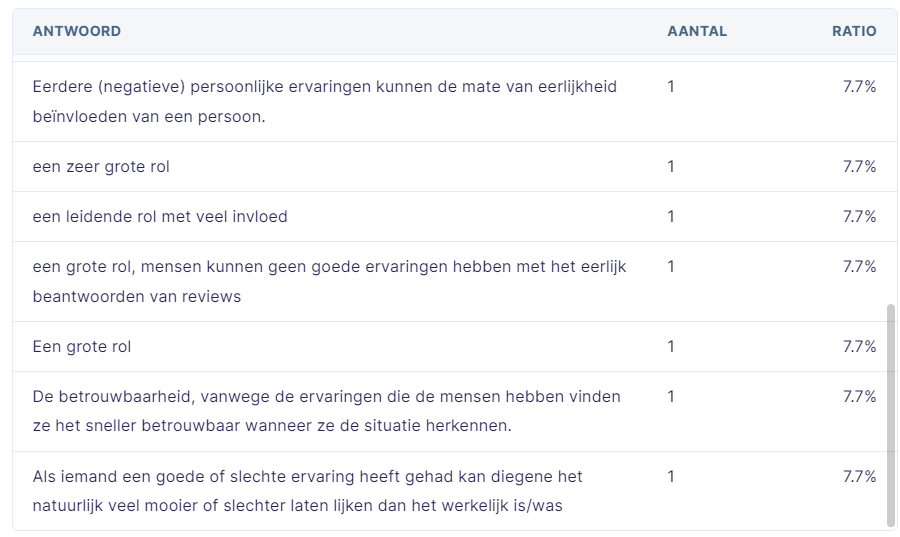 ANTWOORD AANTAL RATIO
Eerdere (negatieve) persoonlijke ervaringen kunnen de mate van eerlijkheid 1 7.7%
beïnvloeden van een persoon.
een zeer grote rol 1 7.7%
een leidende rol met veel invloed 1 7.7%
een grote rol, mensen kunnen geen goede ervaringen hebben met het eerlijk 1 7.7%
beantwoorden van reviews
Een grote rol 1 7.7%
De betrouwbaarheid, vanwege de ervaringen die de mensen hebben vinden 1 7.7%
ze het sneller betrouwbaar wanneer ze de situatie herkennen.
Als iemand een goede of slechte ervaring heeft gehad kan diegene het 1 7.7%
natuurlijk veel mooier of slechter laten lijken dan het werkelijk is/was